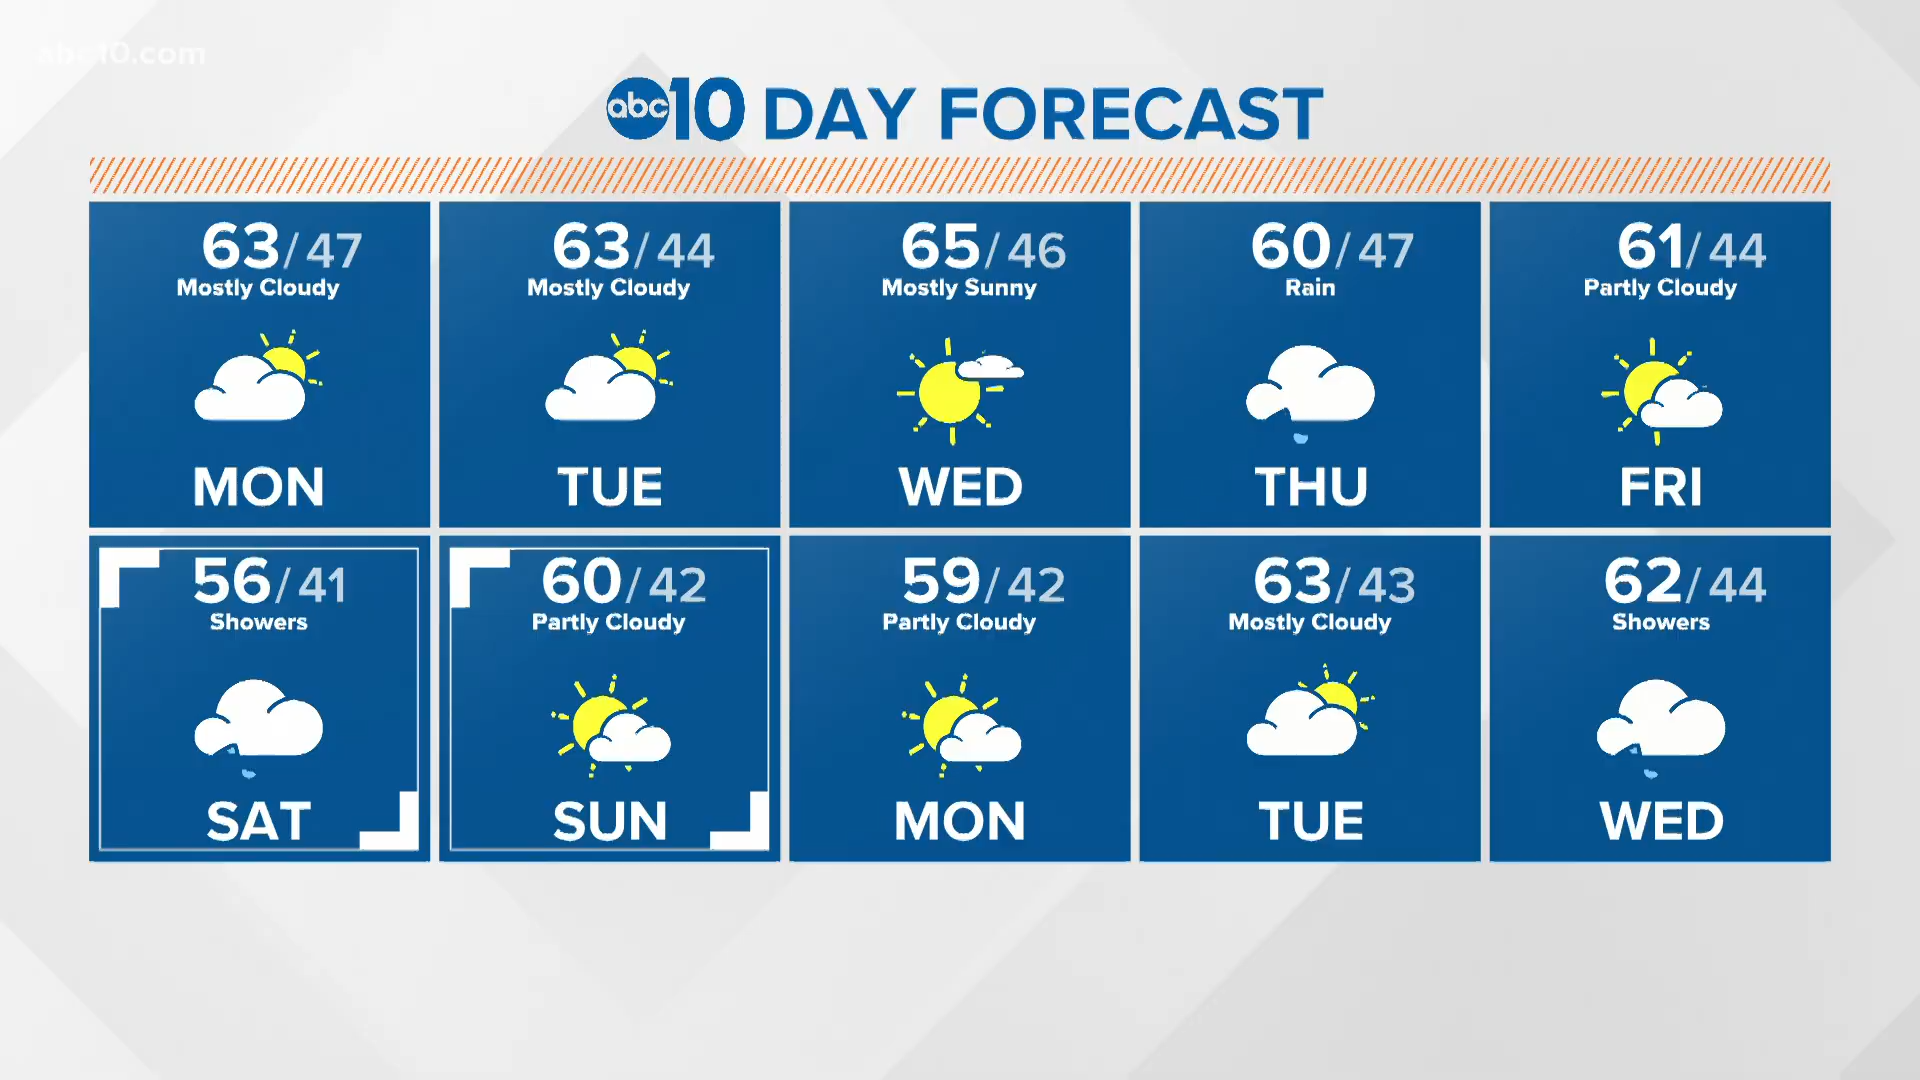 abc10.com
abc10 DAY FORECAST
63/47 63/44 65/46 60/47 61/44
Mostly Cloudy Mostly Cloudy Mostly Sunny Rain Partly Cloudy
MON TUE WED THU FRI
56/41 60/42 59/42 63/43 62/44
Showers Partly Cloudy Partly Cloudy Mostly Cloudy Showers
SAT SUN MON TUE WED